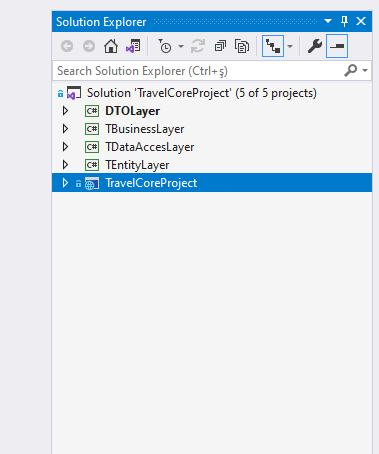 Solution Explorer
Search Solution Explorer (Ctrl+ş)
Solution 'TravelCoreProject' (5 of 5 projects)
C# DTOLayer
C# TBusinessLayer
C# TDataAccesLayer
C# TEntityLayer
TravelCoreProject